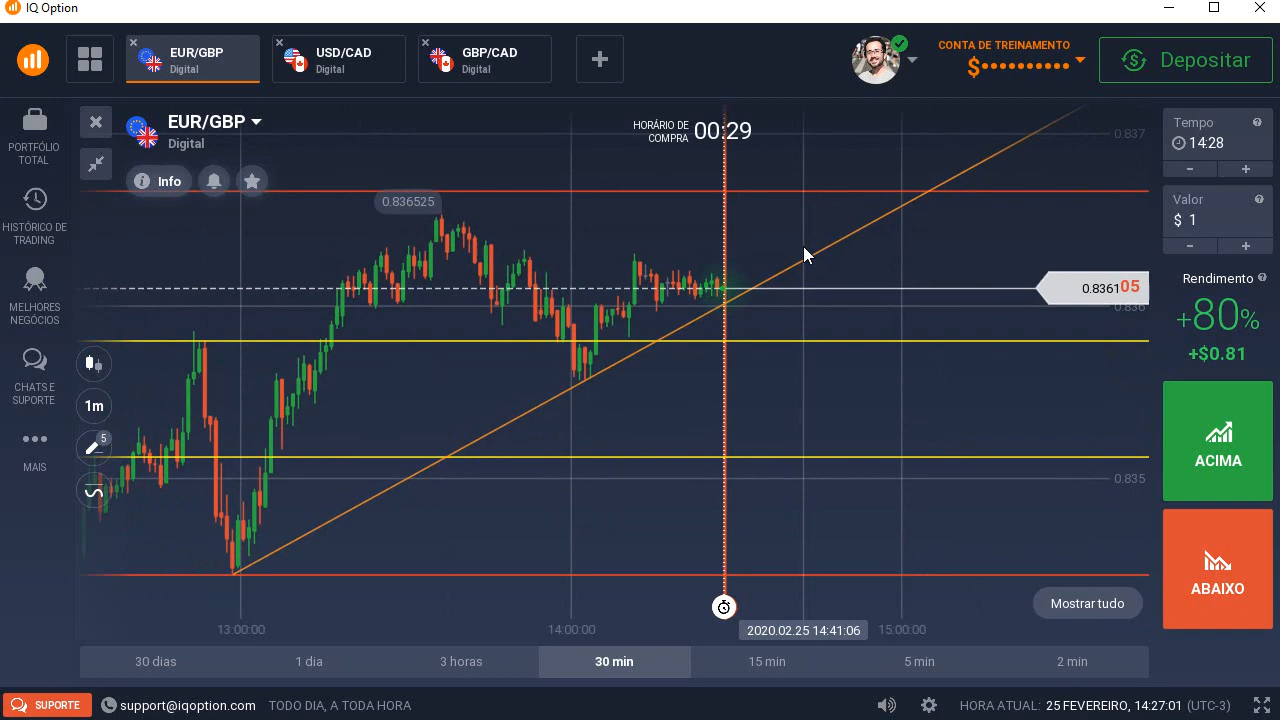 IQ Option
EUR/GBP
Digital
USD/CAD
Digital
GBP/CAD
Digital
CONTA DE TREINAMENTO
$••••••••••
Depositar
PORTFÓLIO
TOTAL
HISTÓRICO DE
TRADING
MELHORES
NEGÓCIOS
CHATS E
SUPORTE
MAIS
EUR/GBP
Digital
Info
HORÁRIO DE
COMPRA
00:29
0.836525
0.837
0.836105
0.836
0.835
1m
5
Mostrar tudo
13:00:00
14:00:00
2020.02.25 14:41:06
15:00:00
30 dias
1 dia
3 horas
30 min
15 min
5 min
2 min
Tempo
14:28
- +
Valor
$ 1
- +
Rendimento
+80%
+$0.81
ACIMA
ABAIXO
SUPORTE
support@iqoption.com
TODO DIA, A TODA HORA
HORA ATUAL: 25 FEVEREIRO, 14:27:01 (UTC-3)